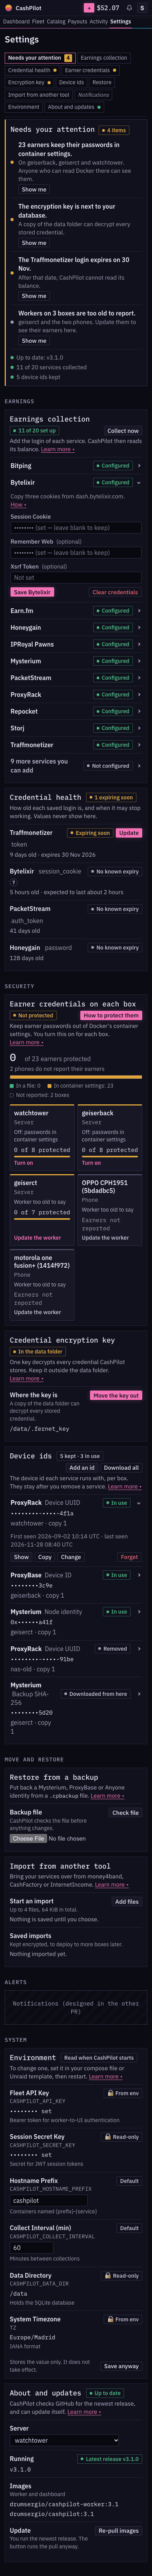 CashPilot
$52.07
S
Dashboard Fleet Catalog Payouts Activity Settings
Settings
Needs your attention 4
Earnings collection
Credential health
Earner credentials
Encryption key
Device ids
Restore
Import from another tool
Notifications
Environment
About and updates
Needs your attention
4 items
23 earners keep their passwords in container settings.
On geiserback, geiserct and watchtower. Anyone who can read Docker there can see them.
Show me
The encryption key is next to your database.
A copy of the data folder can decrypt every stored credential.
Show me
The Traffmonetizer login expires on 30 Nov.
After that date, CashPilot cannot read its balance.
Show me
Workers on 3 boxes are too old to report.
geiserct and the two phones. Update them to see their earners here.
Show me
Up to date: v3.1.0
11 of 20 services collected
5 device ids kept
EARNINGS
Earnings collection
11 of 20 set up
Collect now
Add the login of each service. CashPilot then reads its balance. Learn more
Bitping
Configured
Bytelixir
Configured
Copy three cookies from dash.bytelixir.com.
How
Session Cookie
•••••••• (set — leave blank to keep)
Remember Web (optional)
•••••••• (set — leave blank to keep)
Xsrf Token (optional)
Not set
Save Bytelixir
Clear credentials
Earn.fm
Configured
Honeygain
Configured
IPRoyal Pawns
Configured
Mysterium
Configured
PacketStream
Configured
ProxyRack
Configured
Repocket
Configured
Storj
Configured
Traffmonetizer
Configured
9 more services you can add
Not configured
Credential health
1 expiring soon
How old each saved login is, and when it may stop working. Values never show here.
Traffmonetizer
Expiring soon
Update
token
9 days old · expires 30 Nov 2026
Bytelixir session_cookie
No known expiry
?
5 hours old · expected to last about 2 hours
PacketStream
No known expiry
auth_token
41 days old
Honeygain password
No known expiry
128 days old
SECURITY
Earner credentials on each box
Not protected
How to protect them
Keep earner passwords out of Docker's container settings. You turn this on for each box.
Learn more
0 of 23 earners protected
2 phones do not report their earners
In a file: 0
In container settings: 23
Not reported: 2 boxes
watchtower
Server
Off: passwords in container settings
0 of 8 protected
Turn on
geiserback
Server
Off: passwords in container settings
0 of 8 protected
Turn on
geiserct
Server
Worker too old to say
0 of 7 protected
Update the worker
OPPO CPH1951 (5bdadbc5)
Phone
Worker too old to say
Earners not reported
Update the worker
motorola one fusion+ (1414f972)
Phone
Worker too old to say
Earners not reported
Update the worker
Credential encryption key
In the data folder
One key decrypts every credential CashPilot stores. Keep it outside the data folder.
Learn more
Where the key is
Move the key out
A copy of the data folder can decrypt every stored credential.
/data/.fernet_key
Device ids
5 kept · 3 in use
Add an id
Download all
The device id each service runs with, per box. They stay after you remove a service. Learn more
ProxyRack Device UUID
In use
4f1a
watchtower · copy 1
First seen 2026-09-02 10:14 UTC · last seen 2026-11-28 08:40 UTC
Show
Copy
Change
Forget
ProxyBase Device ID
In use
••••••••3c9e
geiserback · copy 1
Mysterium Node identity
In use
0x••••••a41f
geiserct · copy 1
ProxyRack Device UUID
Removed
91be
nas-old · copy 1
Mysterium Backup SHA-256
Downloaded from here
••••••••5d20
geiserct · copy 1
MOVE AND RESTORE
Restore from a backup
Put back a Mysterium, ProxyBase or Anyone identity from a .cpbackup file. Learn more
Backup file
Check file
CashPilot checks the file before anything changes.
Choose File No file chosen
Import from another tool
Bring your services over from money4band, CashFactory or InternetIncome. Learn more
Start an import
Add files
Up to 4 files, 64 KiB in total.
Nothing is saved until you choose.
Saved imports
Kept encrypted, to deploy to more boxes later.
Nothing imported yet.
ALERTS
Notifications (designed in the other PR)
SYSTEM
Environment
Read when CashPilot starts
To change one, set it in your compose file or Unraid template, then restart. Learn more
Fleet API Key
From env
CASHPILOT_API_KEY
•••••••• set
Bearer token for worker-to-UI authentication
Session Secret Key
Read-only
CASHPILOT_SECRET_KEY
•••••••• set
Secret for JWT session tokens
Hostname Prefix
Default
CASHPILOT_HOSTNAME_PREFIX
cashpilot
Containers named {prefix}-{service}
Collect Interval (min)
Default
CASHPILOT_COLLECT_INTERVAL
60
Minutes between collections
Data Directory
Read-only
CASHPILOT_DATA_DIR
/data
Holds the SQLite database
System Timezone
From env
TZ
Europe/Madrid
IANA format
Stores the value only. It does not take effect.
Save anyway
About and updates
Up to date
CashPilot checks GitHub for the newest release, and can update itself. Learn more
Server
watchtower
Running
Latest release v3.1.0
v3.1.0
Images
Worker and dashboard
drumsergio/cashpilot-worker:3.1
drumsergio/cashpilot:3.1
Update
Re-pull images
You run the newest release. The button runs the pull anyway.